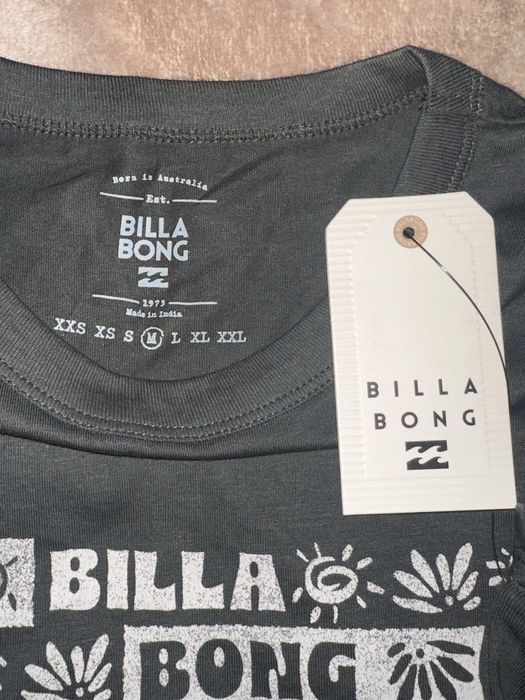 Born in Australia
Est.
BILLA
BONG
1973
Made in India
XXS XS S M L XL XXL
BILLA
BONG
BILLA
BONG